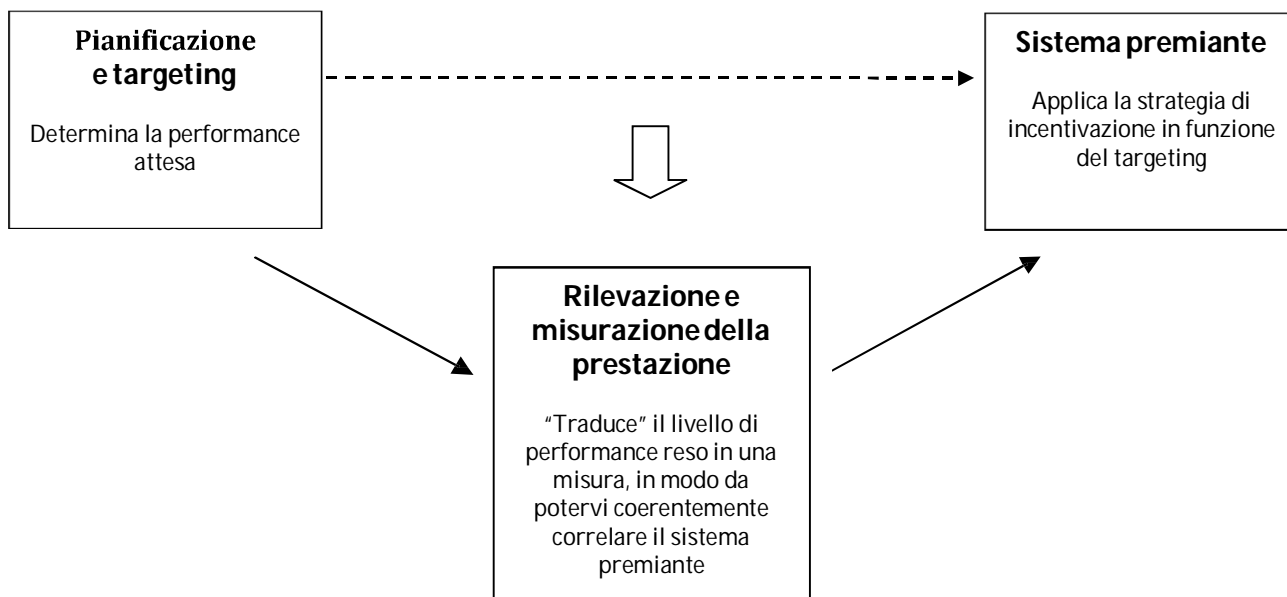 Pianificazione
e targeting
Determina la performance
attesa
Sistema premiante
Applica la strategia di
incentivazione in funzione
del targeting
Rilevazione e
misurazione della
prestazione
“Traduce” il livello di
performance reso in una
misura, in modo da
potervi coerentemente
correlare il sistema
premiante